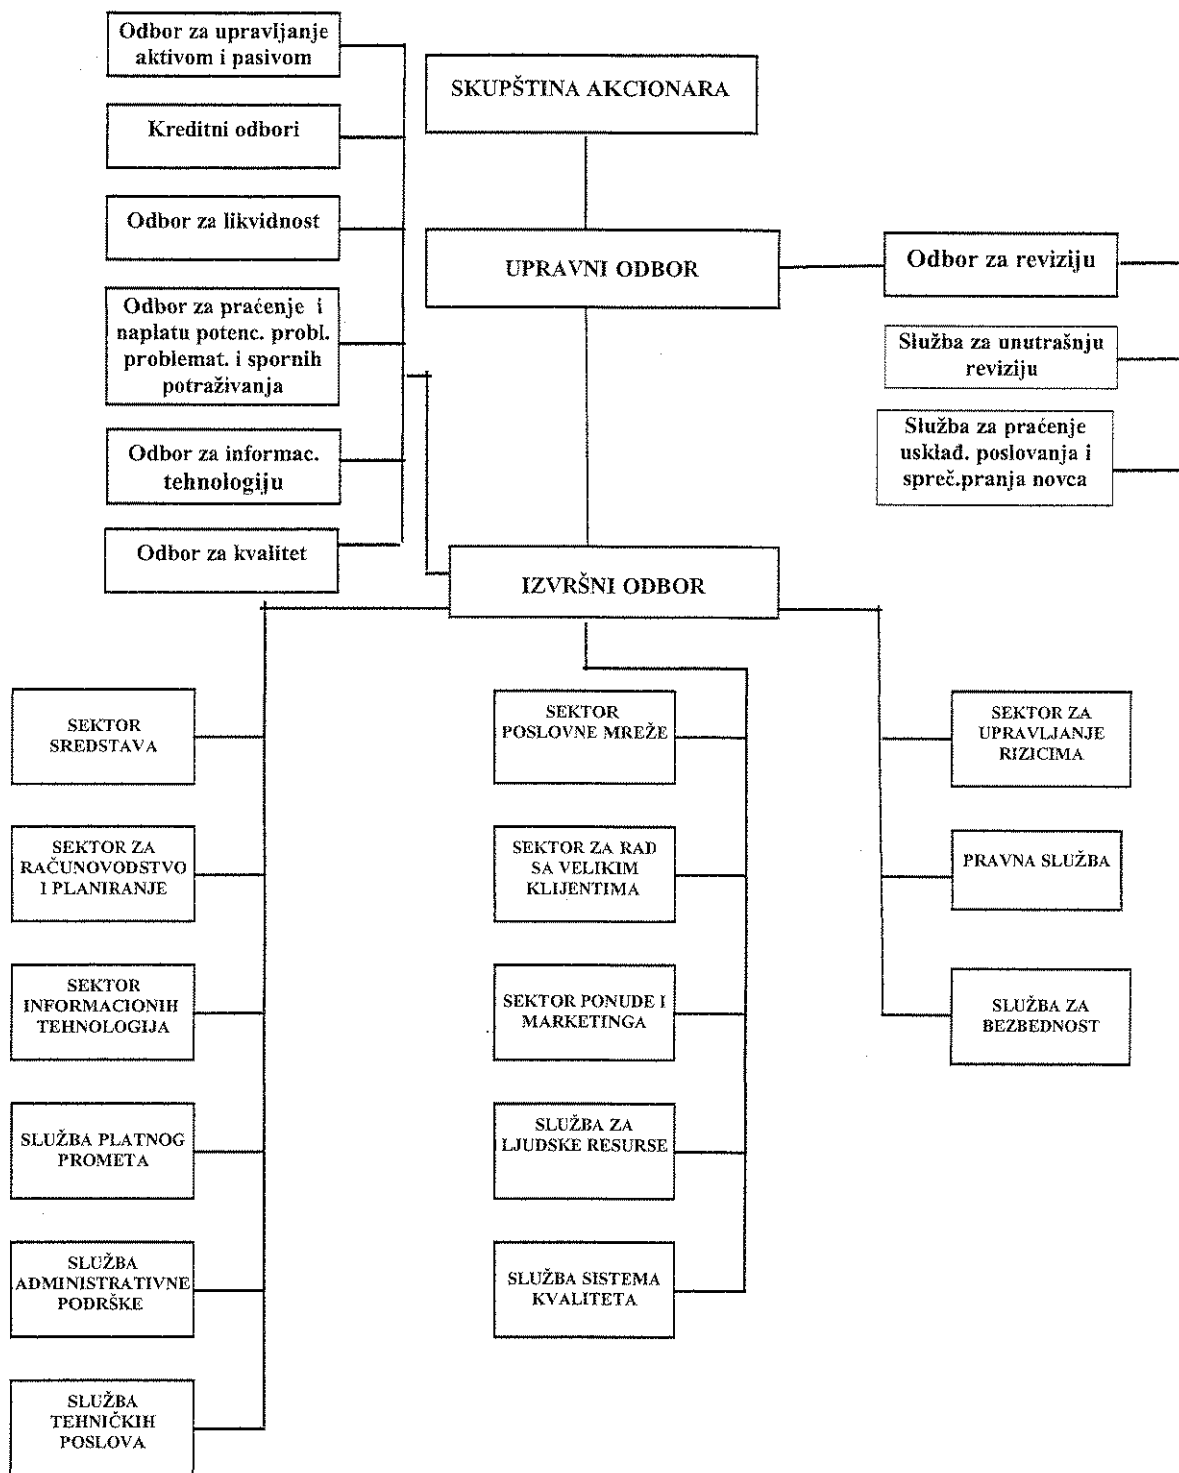 Odbor za upravljanje
aktivom i pasivom
Kreditni odbori
Odbor za likvidnost
Odbor za praćenje i
naplatu potenc. probl.
problemat. i spornih
potraživanja
Odbor za informac.
tehnologiju
Odbor za kvalitet
SKUPŠTINA AKCIONARA
UPRAVNI ODBOR
Odbor za reviziju
Služba za unutrašnju
reviziju
Služba za praćenje
usklađ. poslovanja i
spreč.pranja novca
IZVRŠNI ODBOR
SEKTOR
SREDSTAVA
SEKTOR ZA
RAČUNOVODSTVO
I PLANIRANJE
SEKTOR
INFORMACIONIH
TEHNOLOGIJA
SLUŽBA PLATNOG
PROMETA
SLUŽBA
ADMINISTRATIVNE
PODRŠKE
SLUŽBA
TEHNIČKIH
POSLOVA
SEKTOR
POSLOVNE MREŽE
SEKTOR ZA RAD
SA VELIKIM
KLIJENTIMA
SEKTOR PONUDE I
MARKETINGA
SLUŽBA ZA
LJUDSKE RESURSE
SLUŽBA SISTEMA
KVALITETA
SEKTOR ZA
UPRAVLJANJE
RIZICIMA
PRAVNA SLUŽBA
SLUŽBA ZA
BEZBEDNOST